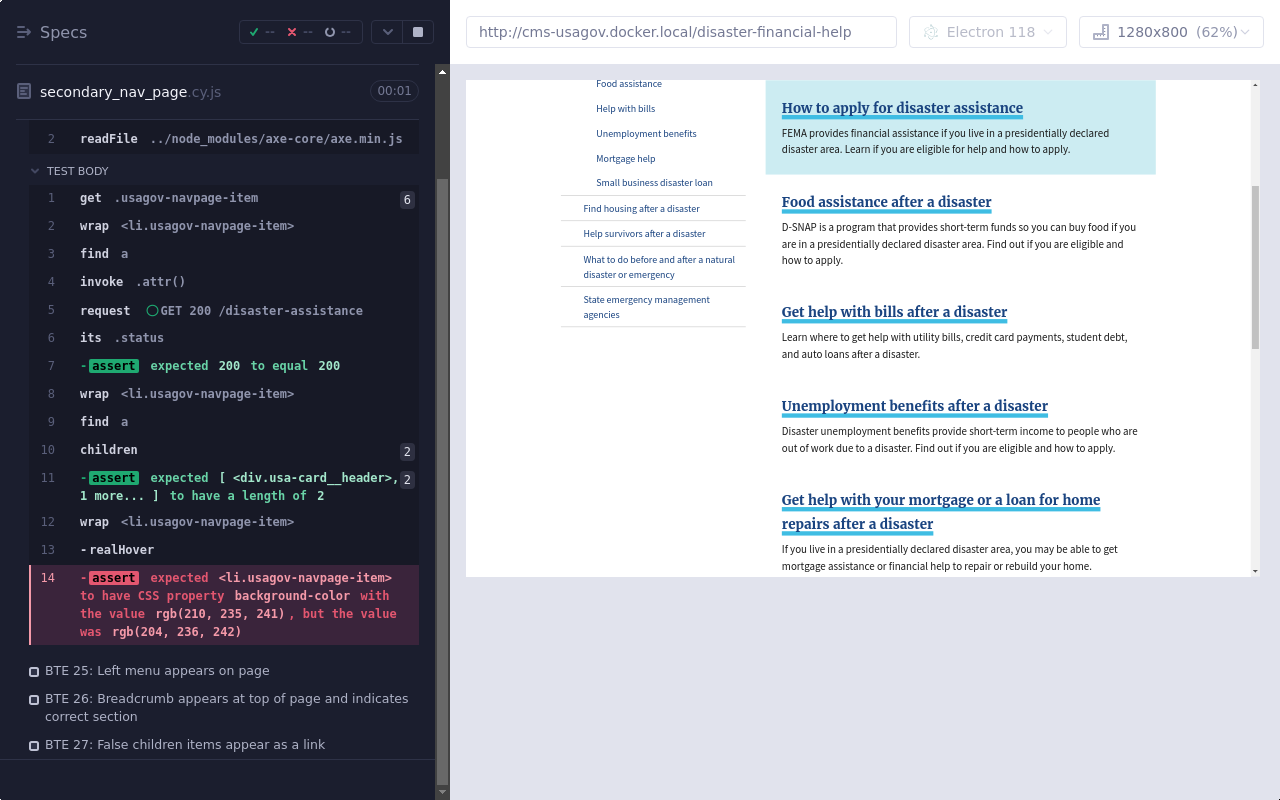 Specs
-- -- --
secondary_nav_page.cy.js
00:01
2 readFile ../node_modules/axe-core/axe.min.js
TEST BODY
1 get .usagov-navpage-item 6
2 wrap <li.usagov-navpage-item>
3 find a
4 invoke .attr()
5 request GET 200 /disaster-assistance
6 its .status
7 -assert expected 200 to equal 200
8 wrap <li.usagov-navpage-item>
9 find a
10 children 2
11 -assert expected [ <div.usa-card__header>, 2
1 more... ] to have a length of 2
12 wrap <li.usagov-navpage-item>
13 -realHover
14 -assert expected <li.usagov-navpage-item>
to have CSS property background-color with
the value rgb(210, 235, 241) , but the value
was rgb(204, 236, 242)
BTE 25: Left menu appears on page
BTE 26: Breadcrumb appears at top of page and indicates
correct section
BTE 27: False children items appear as a link
http://cms-usagov.docker.local/disaster-financial-help
Electron 118
1280x800 (62%)
Food assistance
Help with bills
Unemployment benefits
Mortgage help
Small business disaster loan
Find housing after a disaster
Help survivors after a disaster
What to do before and after a natural
disaster or emergency
State emergency management
agencies
How to apply for disaster assistance
FEMA provides financial assistance if you live in a presidentially declared
disaster area. Learn if you are eligible for help and how to apply.
Food assistance after a disaster
D-SNAP is a program that provides short-term funds so you can buy food if you
are in a presidentially declared disaster area. Find out if you are eligible and
how to apply.
Get help with bills after a disaster
Learn where to get help with utility bills, credit card payments, student debt,
and auto loans after a disaster.
Unemployment benefits after a disaster
Disaster unemployment benefits provide short-term income to people who are
out of work due to a disaster. Find out if you are eligible and how to apply.
Get help with your mortgage or a loan for home
repairs after a disaster
If you live in a presidentially declared disaster area, you may be able to get
mortgage assistance or financial help to repair or rebuild your home.